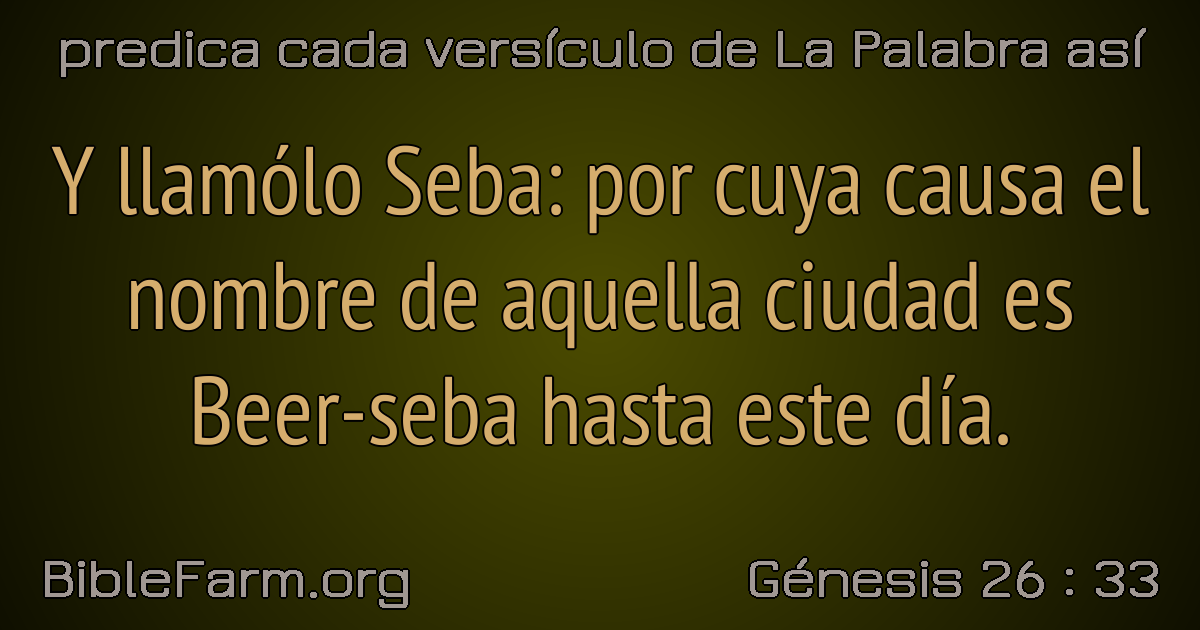 predica cada versículo de La Palabra así
Y llamólo Seba: por cuya causa el
nombre de aquella ciudad es
Beer-seba hasta este día.
BibleFarm.org
Génesis 26 : 33